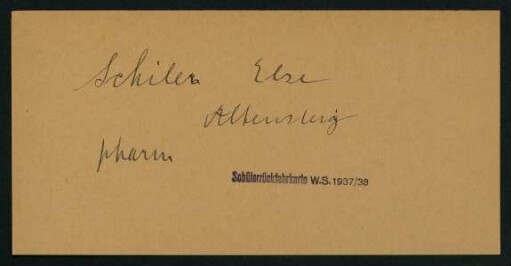 Schiler Else
Altensteig
pharm
Schülerrückfahrkarte W.S. 1937/38